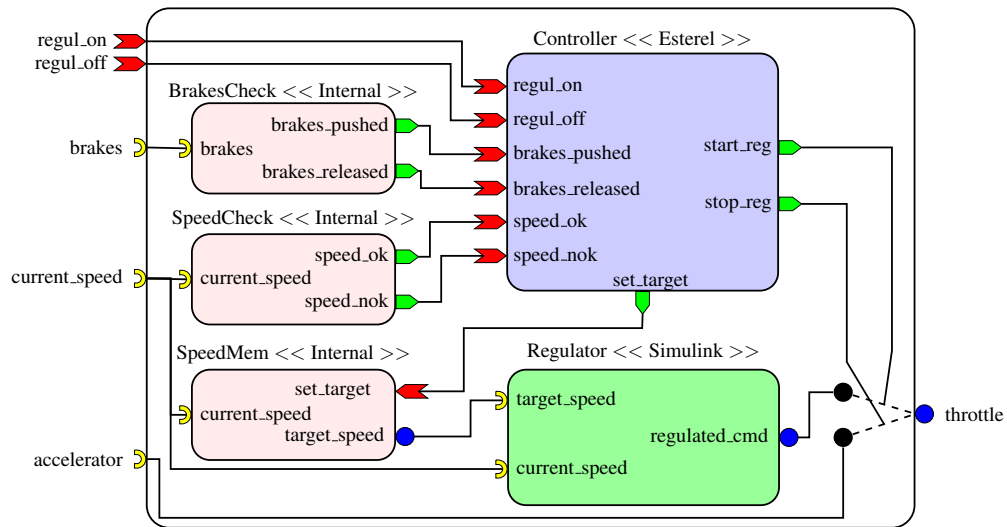 regul_on
regul_off
brakes
current_speed
accelerator
BrakesCheck << Internal >>
brakes_pushed
brakes
brakes_released
SpeedCheck << Internal >>
speed_ok
current_speed
speed_nok
SpeedMem << Internal >>
set_target
current_speed
target_speed
Controller << Esterel >>
regul_on
regul_off
brakes_pushed
brakes_released
speed_ok
speed_nok
set_target
start_reg
stop_reg
Regulator << Simulink >>
target_speed
regulated_cmd
current_speed
throttle